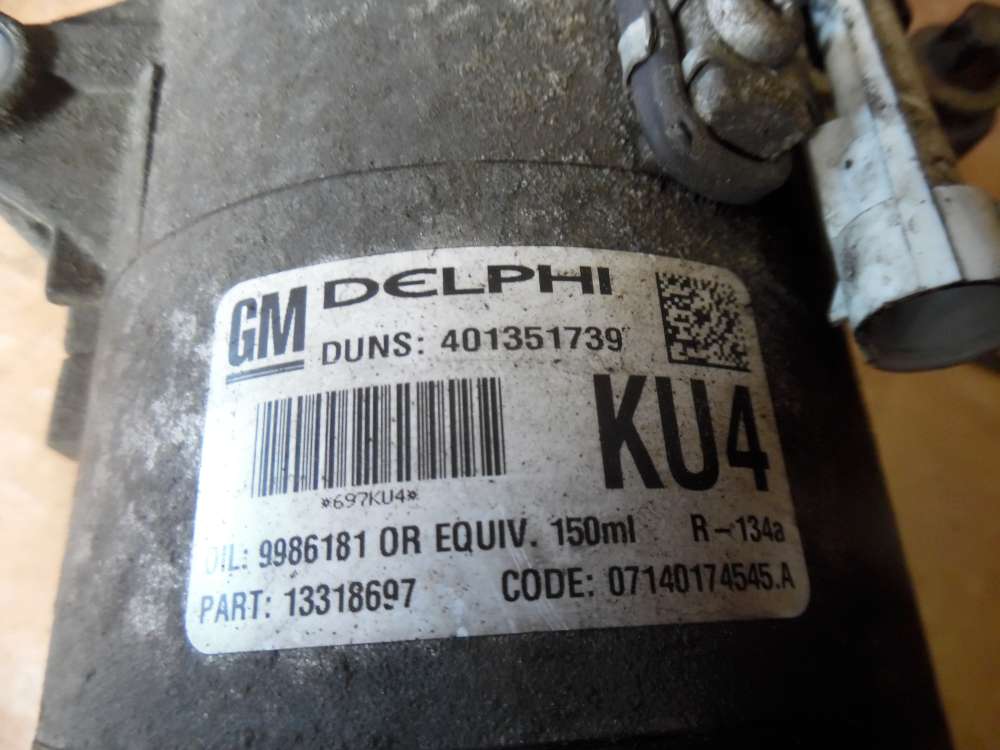 GM DELPHI
DUNS: 401351739
KU4
*697KU4*
OIL: 9986181 OR EQUIV. 150ml R-134a
PART: 13318697 CODE: 07140174545.A